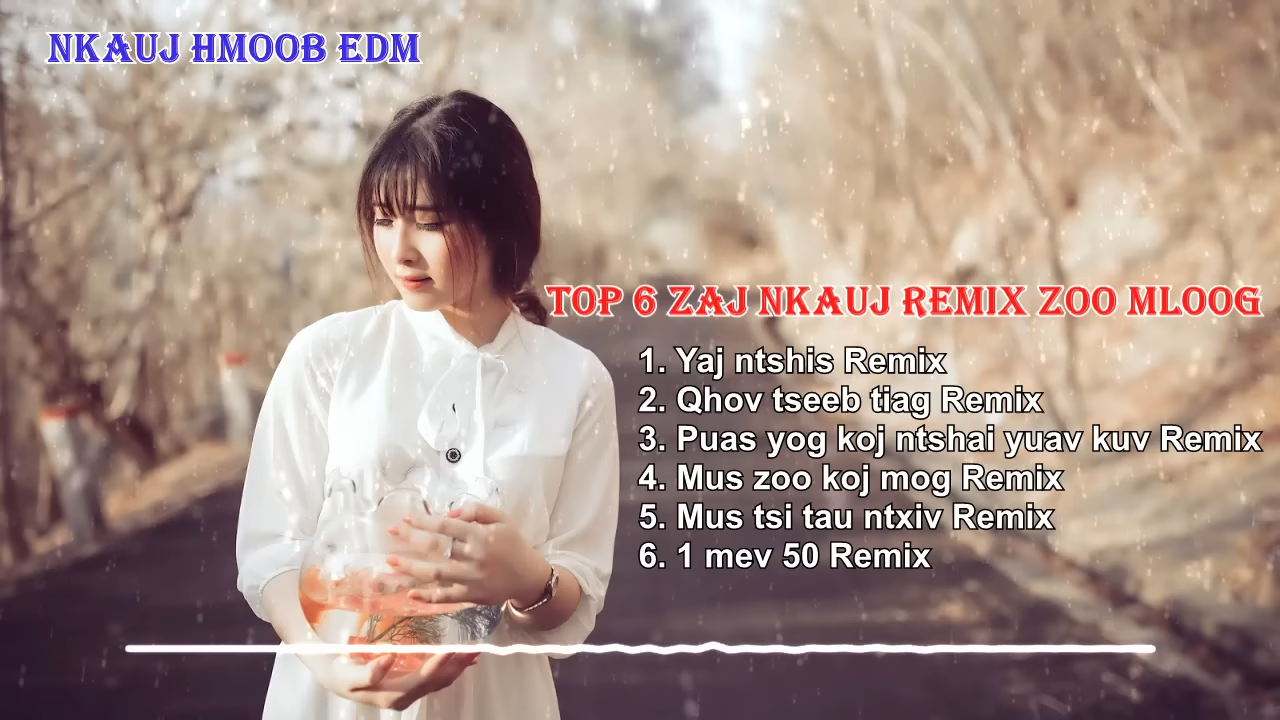 NKAUJ HMOOB EDM
TOP 6 ZAJ NKAUJ REMIX ZOO MLOOG
1. Yaj ntshis Remix
2. Qhov tseeb tiag Remix
3. Puas yog koj ntshai yuav kuv Remix
4. Mus zoo koj mog Remix
5. Mus tsi tau ntxiv Remix
6. 1 mev 50 Remix